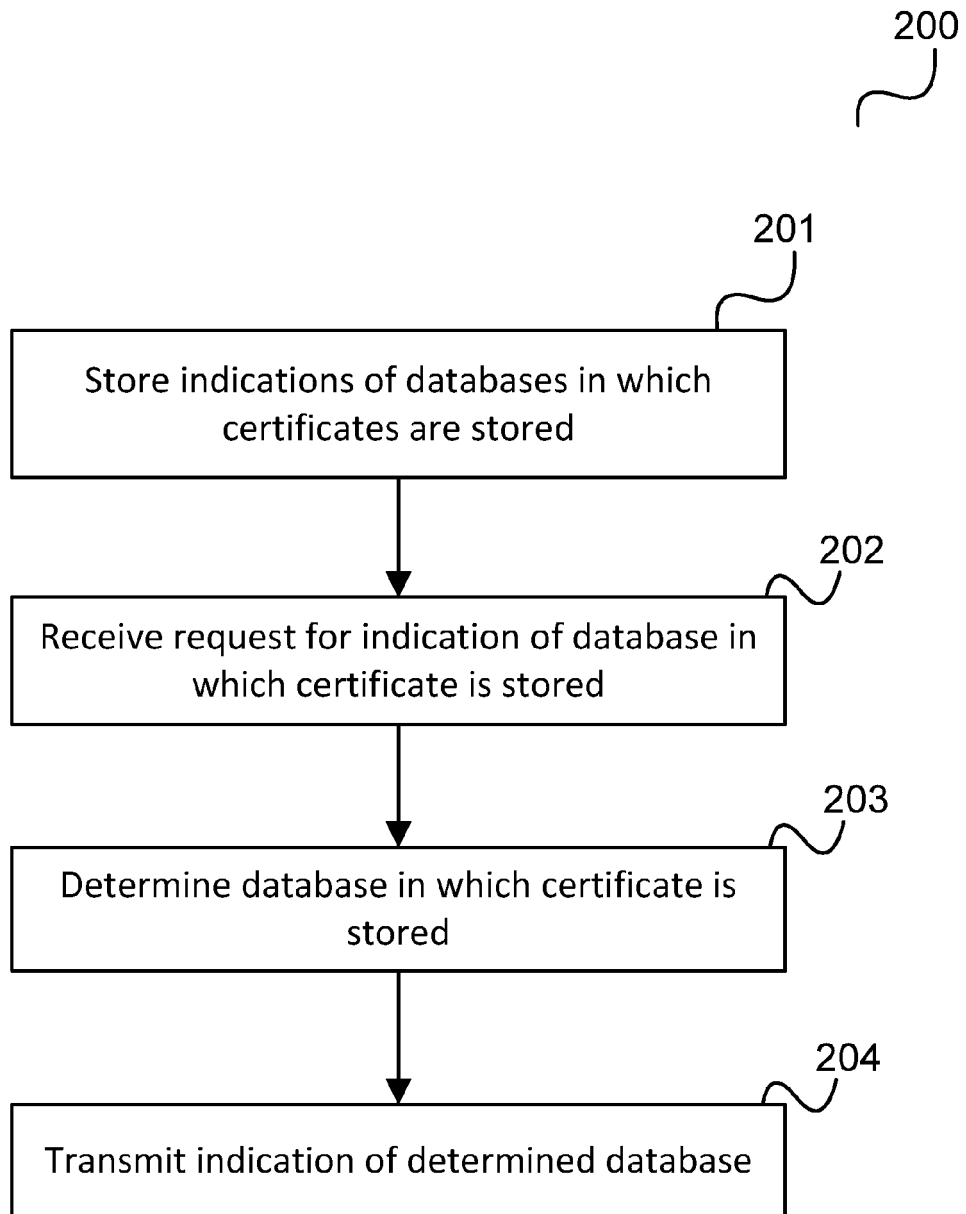 200
201
Store indications of databases in which
certificates are stored
202
Receive request for indication of database in
which certificate is stored
203
Determine database in which certificate is
stored
204
Transmit indication of determined database